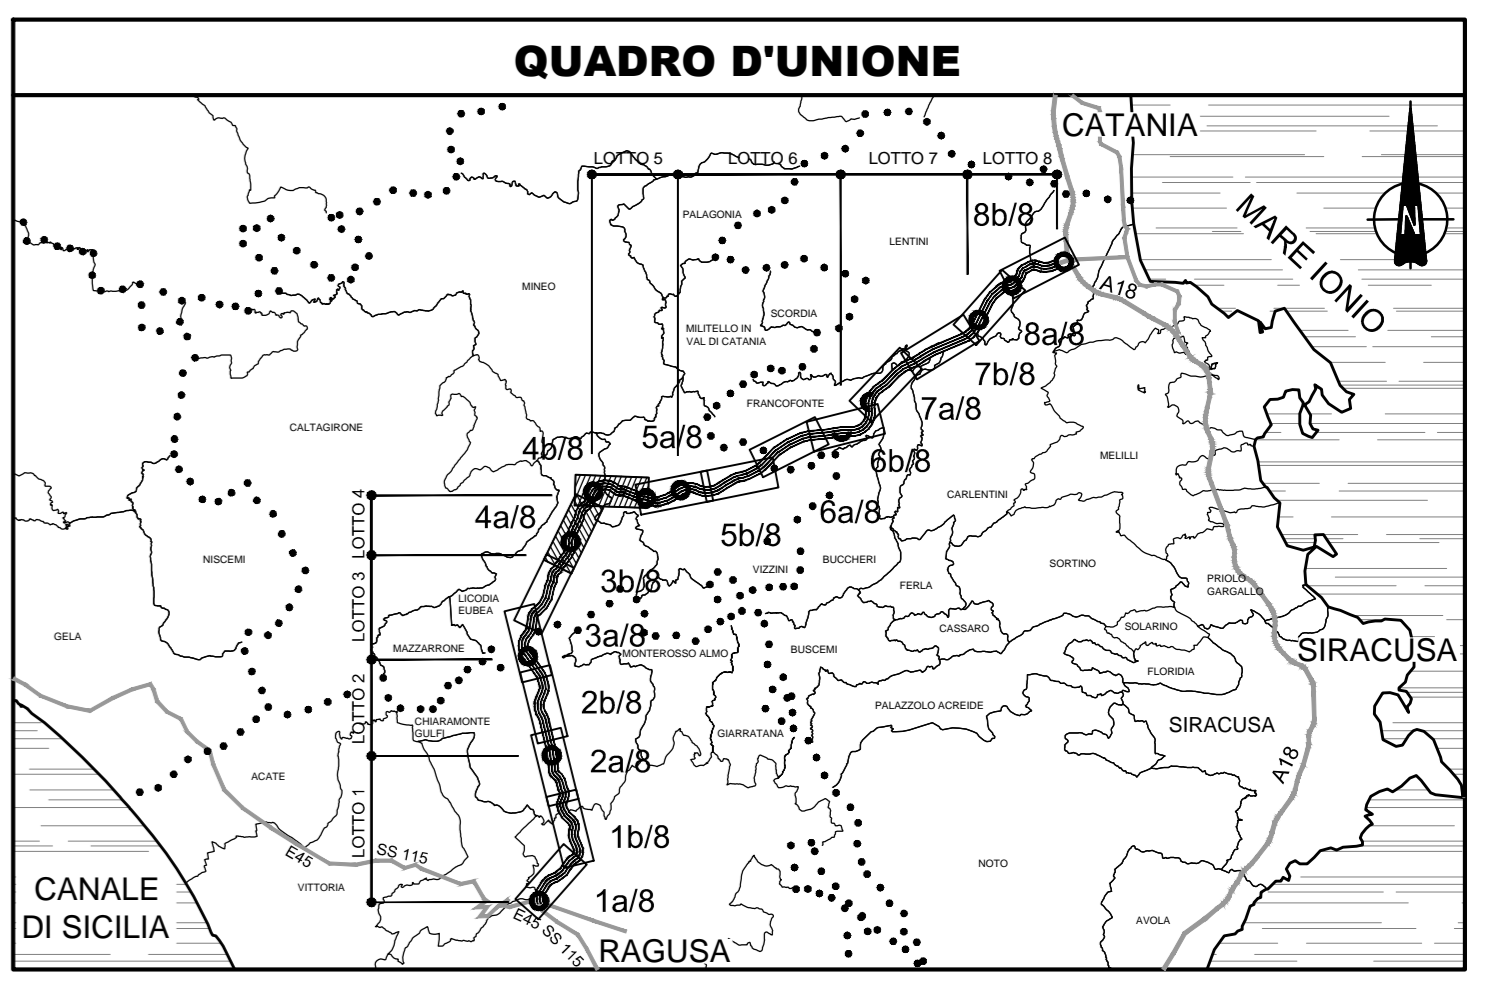 QUADRO D'UNIONE
CATANIA
LOTTO 5
LOTTO 6
LOTTO 7
LOTTO 8
N
PALAGONIA
8b/8
MARE IONIO
LENTINI
MINEO
A18
SCORDIA
MILITELLO IN
VAL DI CATANIA
8a/8
7b/8
FRANCOFONTE
7a/8
CALTAGIRONE
4b/8
5a/8
6b/8
MELILLI
CARLENTINI
LOTTO 4
4a/8
6a/8
5b/8
NISCEMI
VIZZINI
BUCCHERI
SORTINO
3b/8
FERLA
PRIOLO
GARGALLO
LOTTO 3
LICODIA
EUBEA
GELA
MAZZARRONE
3a/8
CASSARO
SOLARINO
MONTEROSSO ALMO
BUSCEMI
SIRACUSA
FLORIDIA
LOTTO 2
2b/8
PALAZZOLO ACREIDE
CHIARAMONTE
GULFI
GIARRATANA
SIRACUSA
2a/8
A18
ACATE
LOTTO 1
1b/8
E45
SS 115
NOTO
VITTORIA
CANALE
DI SICILIA
1a/8
E45 SS 115
AVOLA
RAGUSA